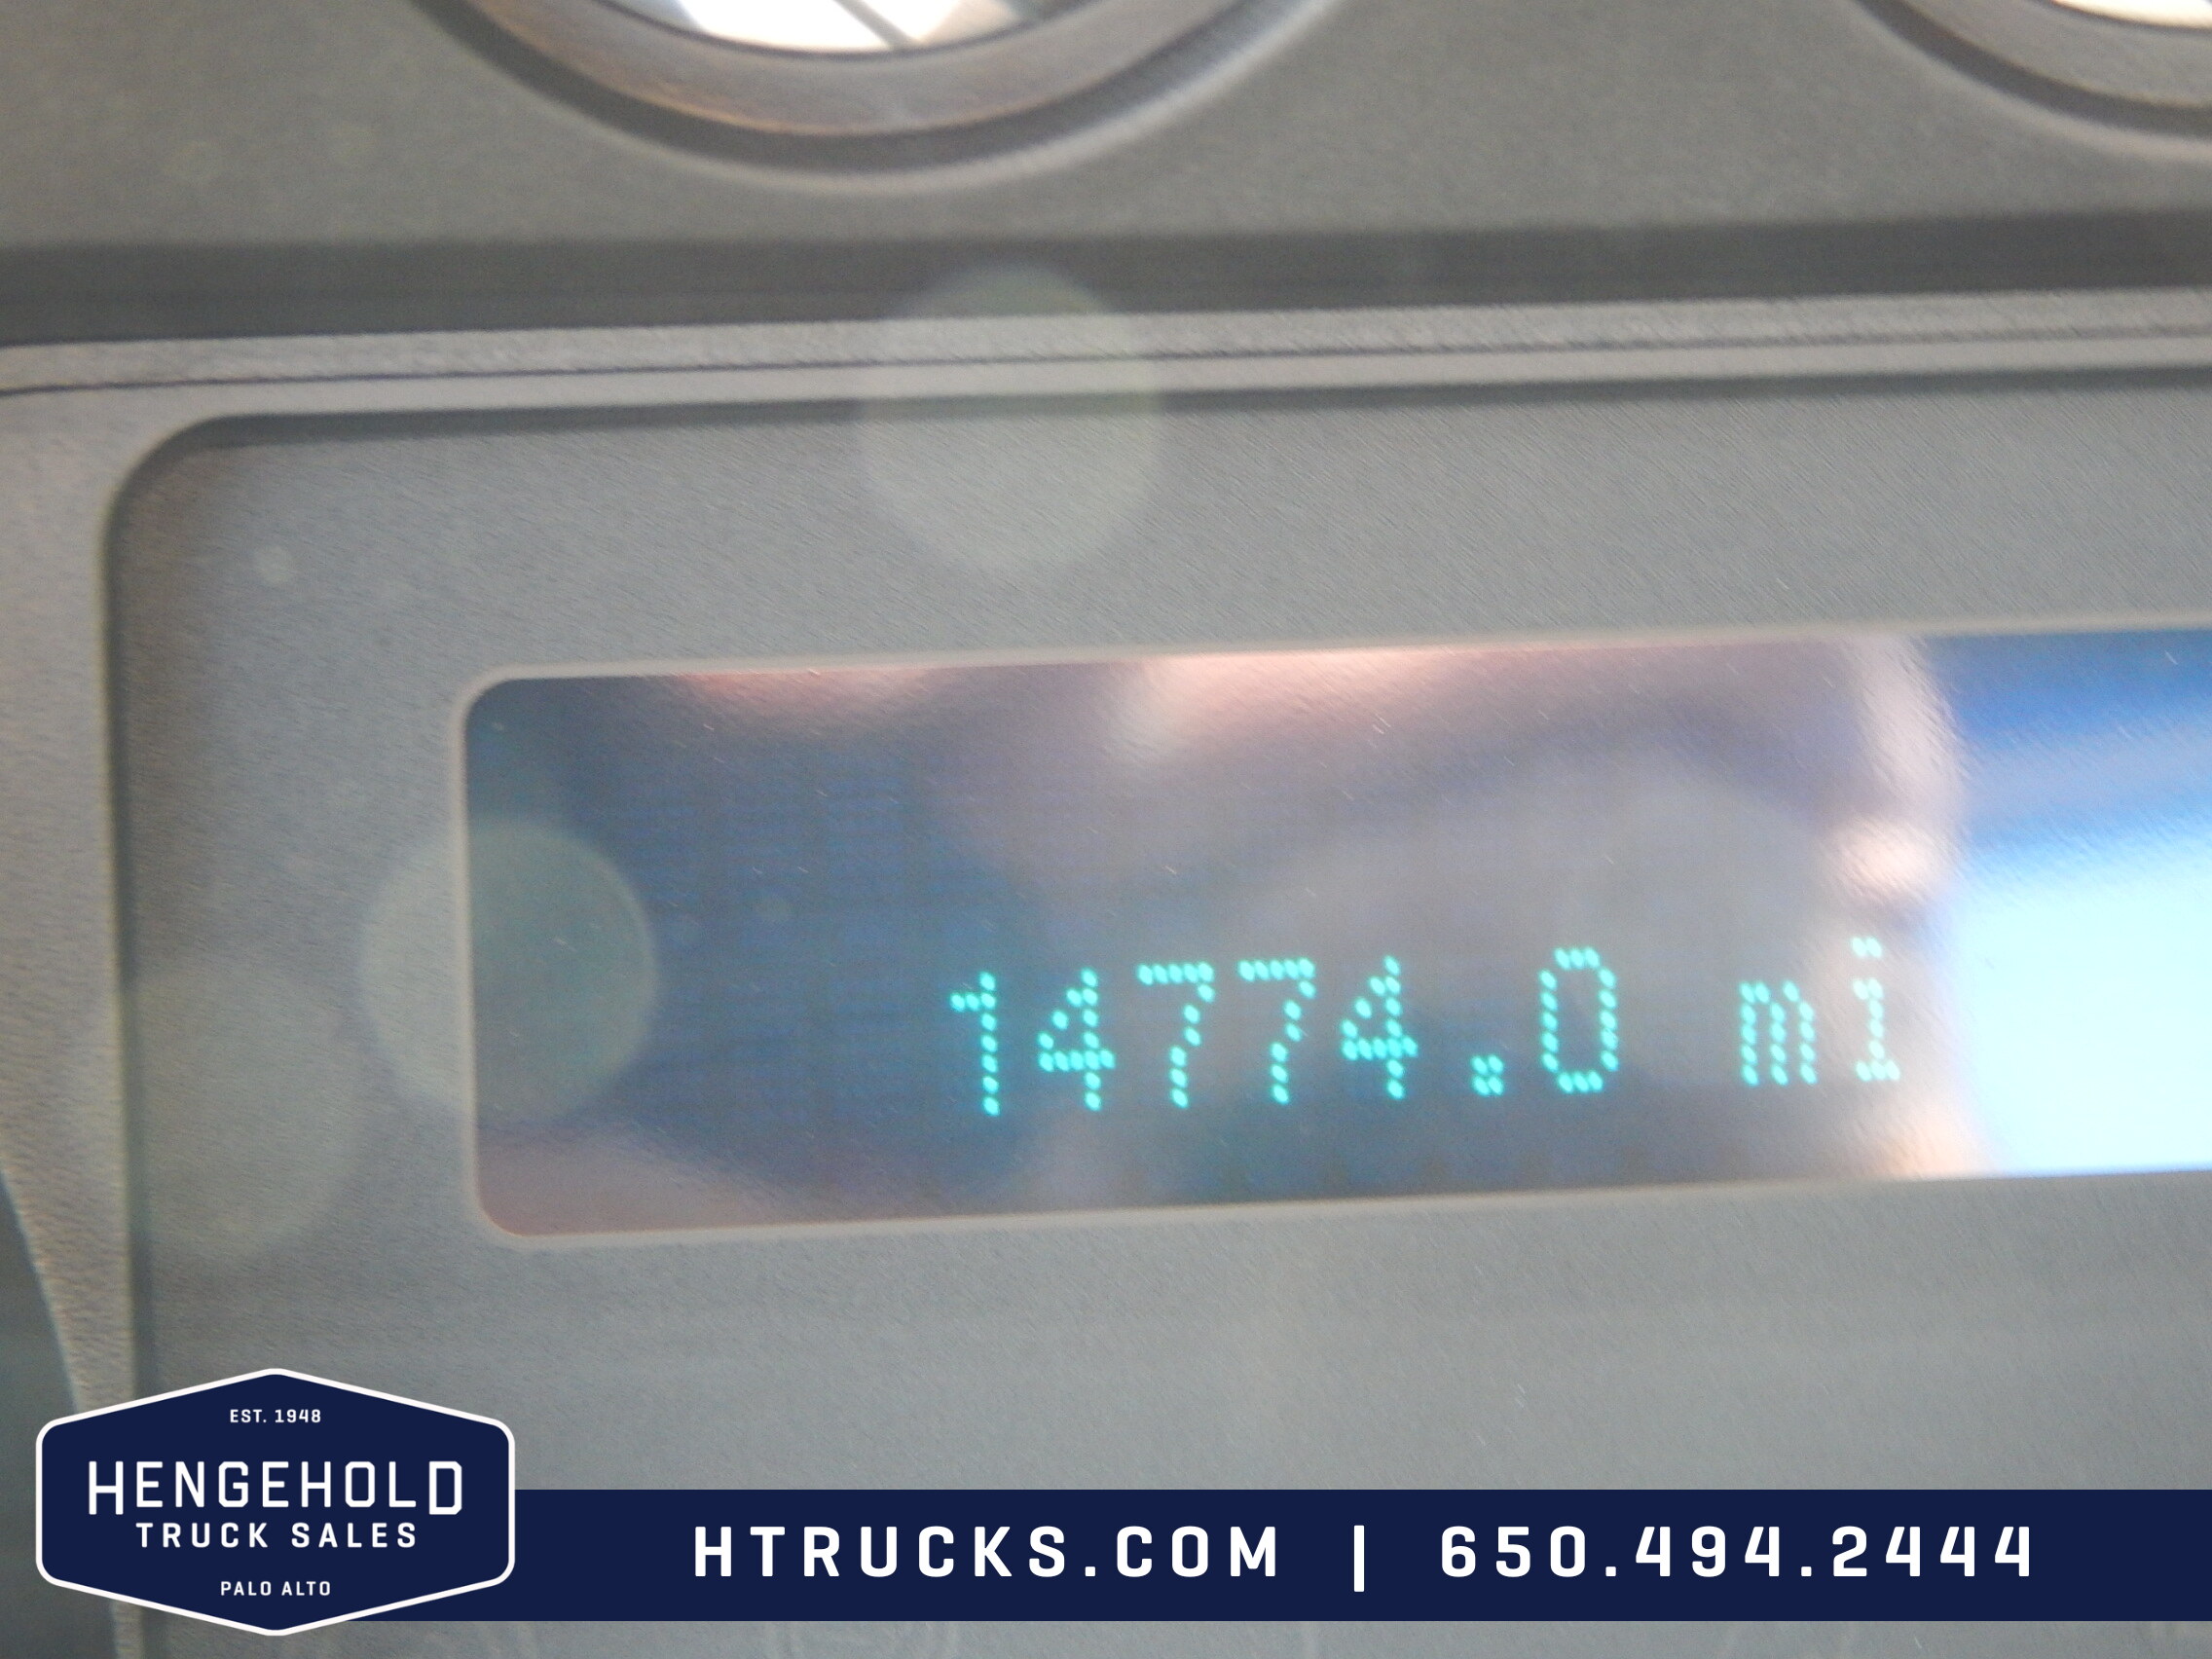 14774.0 mi
EST. 1948
HENGEHOLD
TRUCK SALES
PALO ALTO
HTRUCKS.COM | 650.494.2444